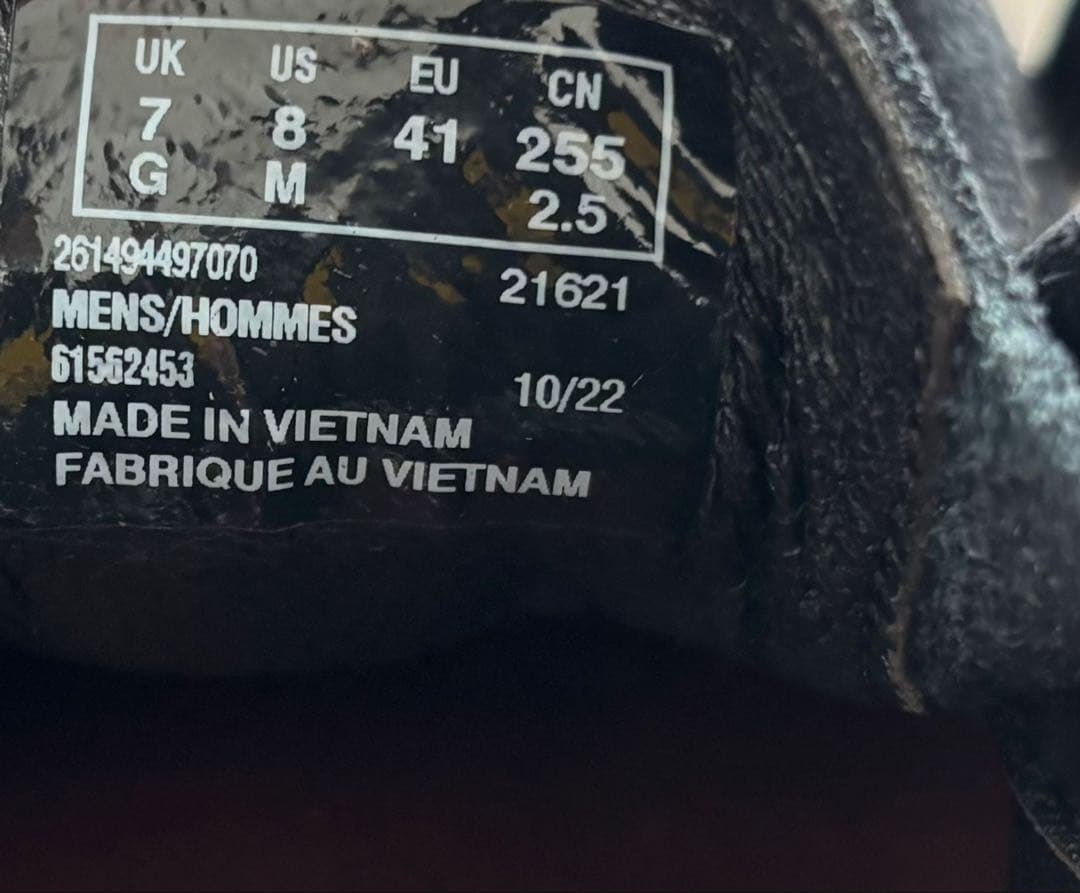 UK US EU CN
7 8 41 255
G M 2.5
261494497070 21621
MENS/HOMMES
61562453 10/22
MADE IN VIETNAM
FABRIQUE AU VIETNAM